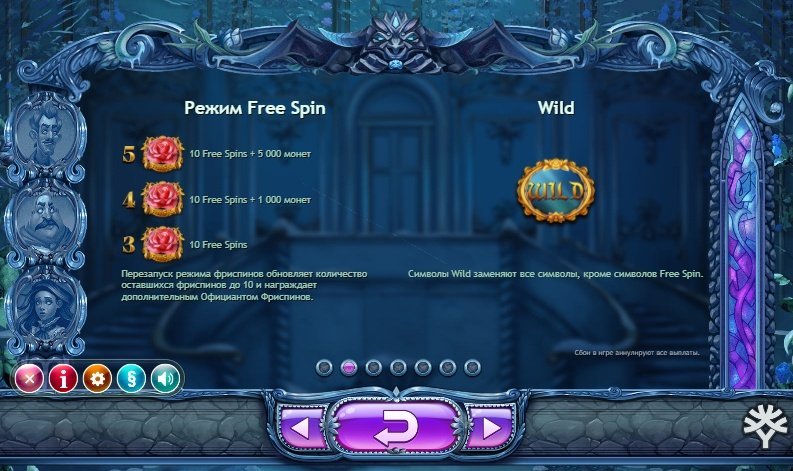 Режим Free Spin
5 10 Free Spins + 5 000 монет
4 10 Free Spins + 1 000 монет
3 10 Free Spins
Перезапуск режима фриспинов обновляет количество
оставшихся фриспинов до 10 и награждает
дополнительным Официантом Фриспинов.
Wild
WILD
Символы Wild заменяют все символы, кроме символов Free Spin.
Сбои в игре аннулируют все выплаты.
§